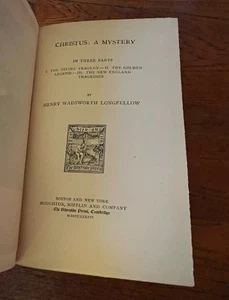 CHRISTUS: A MYSTERY
IN THREE PARTS
I. THE DIVINE TRAGEDY.—II. THE GOLDEN
LEGEND.—III. THE NEW ENGLAND
TRAGEDIES
BY
HENRY WADSWORTH LONGFELLOW
BOSTON AND NEW YORK
HOUGHTON, MIFFLIN AND COMPANY
The Riverside Press, Cambridge